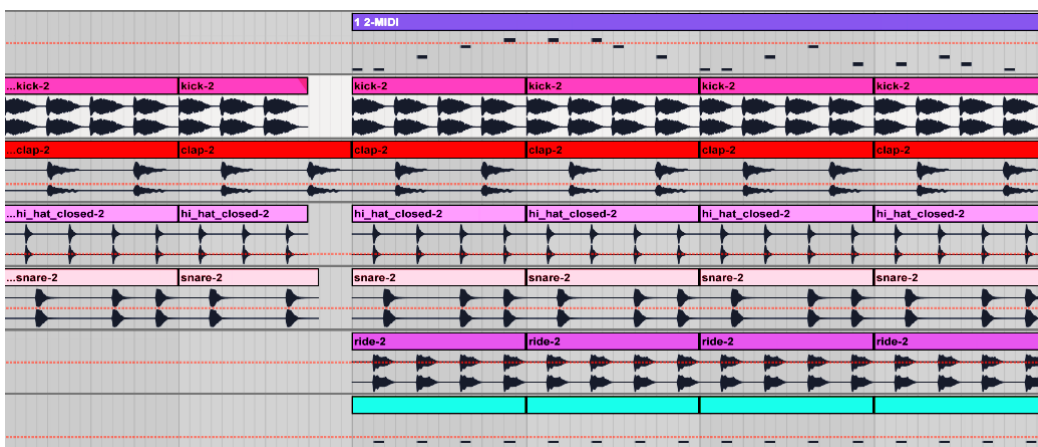 1 2-MIDI
...kick-2 kick-2 kick-2 kick-2 kick-2 kick-2
...clap-2 clap-2 clap-2 clap-2 clap-2 clap-2
...hi_hat_closed-2 hi_hat_closed-2 hi_hat_closed-2 hi_hat_closed-2 hi_hat_closed-2 hi_hat_closed-2
...snare-2 snare-2 snare-2 snare-2 snare-2 snare-2
ride-2 ride-2 ride-2 ride-2